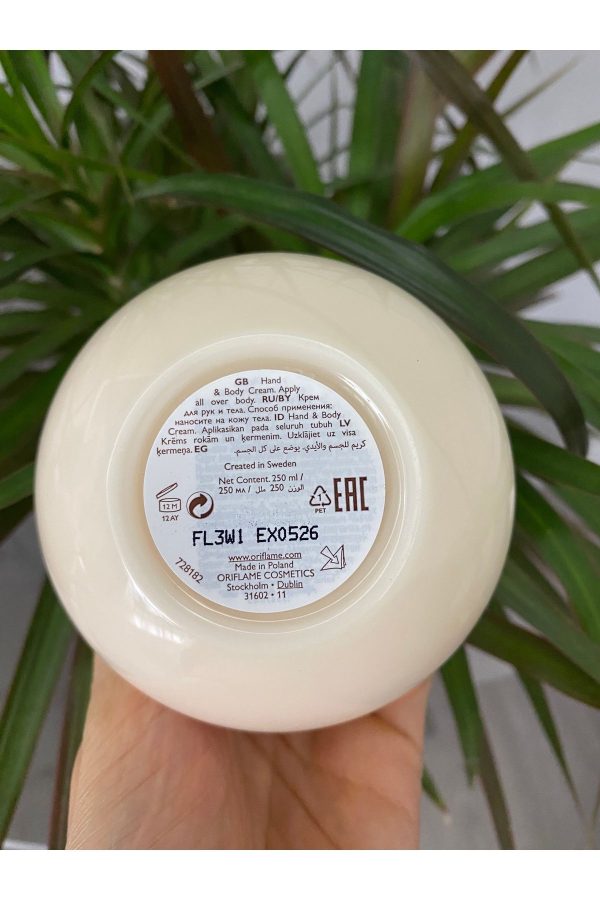 GB Hand
& Body Cream. Apply
all over body. RU/BY Крем
для рук и тела. Способ применения:
наносите на кожу тела. ID Hand & Body
Cream. Aplikasikan pada seluruh tubuh LV
Krēms rokām un ķermenim. Uzklājiet uz visa
ķermeņa. EG كريم للجسم والأيدي. يوضع على كل الجسم.
Created in Sweden
Net Content. 250 ml /
250 мл / الوزن 250 ملل
12 M
12 AY
1
PET
EAC
FL3W1 EX0526
728182
www.oriflame.com
Made in Poland
ORIFLAME COSMETICS
Stockholm • Dublin
31602 • 11